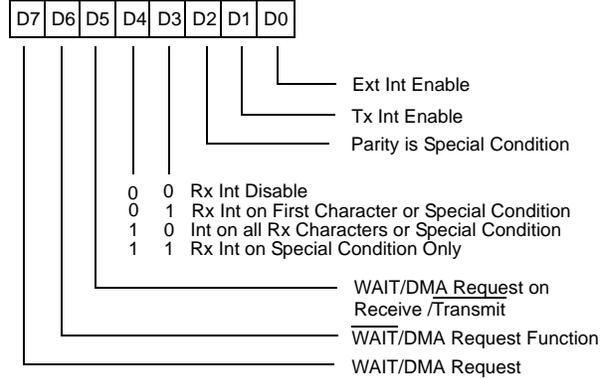 D7 D6 D5 D4 D3 D2 D1 D0
Ext Int Enable
Tx Int Enable
Parity is Special Condition
0 0 Rx Int Disable
0 1 Rx Int on First Character or Special Condition
1 0 Int on all Rx Characters or Special Condition
1 1 Rx Int on Special Condition Only
WAIT/DMA Request on
Receive /Transmit
WAIT/DMA Request Function
WAIT/DMA Request